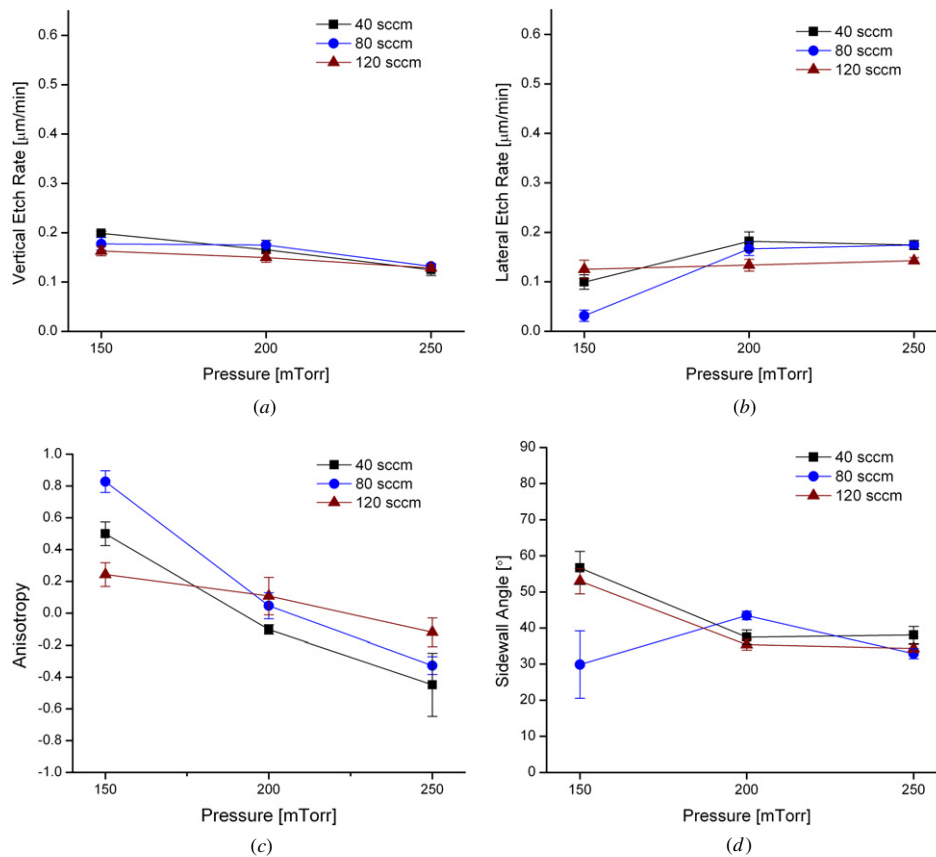 40 sccm
80 sccm
120 sccm
Vertical Etch Rate [μm/min]
0.6
0.5
0.4
0.3
0.2
0.1
0.0
150
200
250
Pressure [mTorr]
(a)
40 sccm
80 sccm
120 sccm
Lateral Etch Rate [μm/min]
0.6
0.5
0.4
0.3
0.2
0.1
0.0
150
200
250
Pressure [mTorr]
(b)
40 sccm
80 sccm
120 sccm
Anisotropy
1.0
0.8
0.6
0.4
0.2
0.0
-0.2
-0.4
-0.6
-0.8
-1.0
150
200
250
Pressure [mTorr]
(c)
40 sccm
80 sccm
120 sccm
Sidewall Angle [°]
90
80
70
60
50
40
30
20
10
0
150
200
250
Pressure [mTorr]
(d)